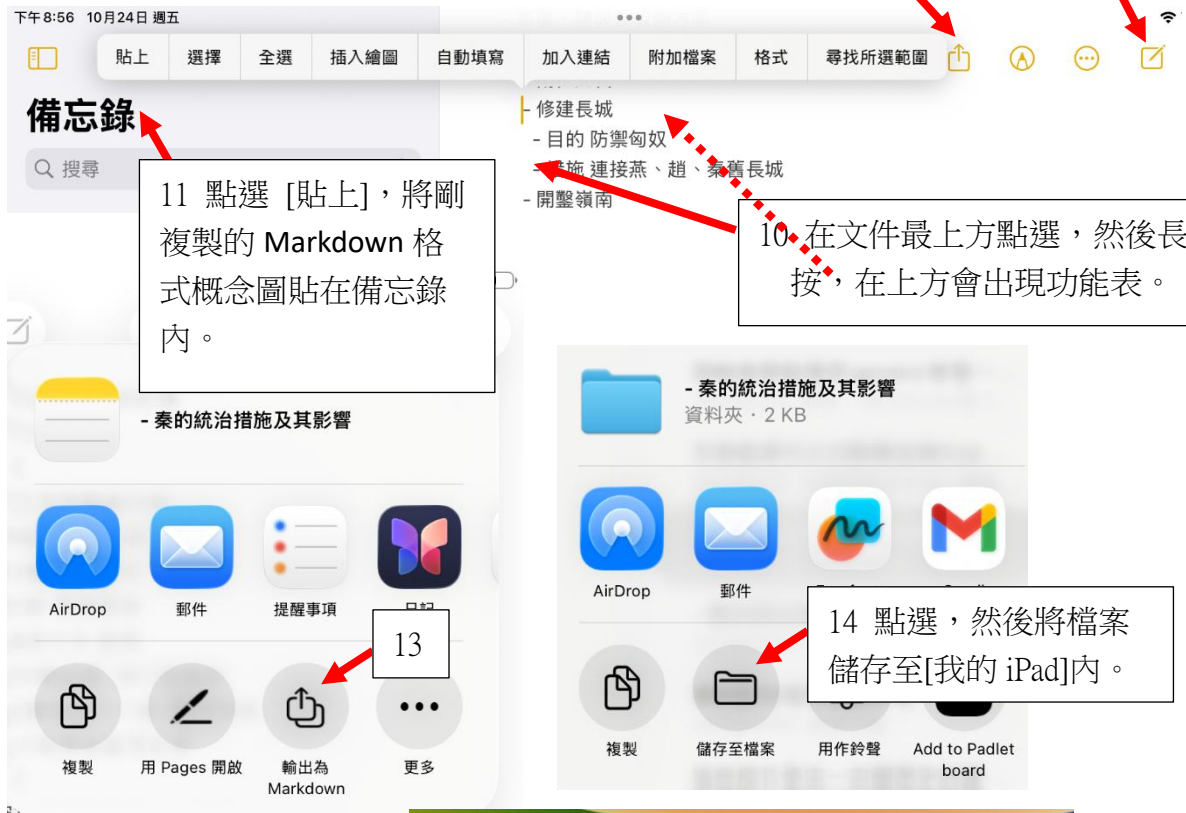 下午8:56 10月24日 週五
貼上 選擇 全選 插入繪圖 自動填寫 加入連結 附加檔案 格式 尋找所選範圍
備忘錄
搜尋
- 修建長城
- 目的 防禦匈奴
施 連接燕、趙、秦舊長城
- 開鑿嶺南
11 點選 [貼上]，將剛
複製的 Markdown 格
式概念圖貼在備忘錄
內。
10 在文件最上方點選，然後長
按，在上方會出現功能表。
- 秦的統治措施及其影響
AirDrop 郵件 提醒事項
13
複製 用 Pages 開啟 輸出為 Markdown 更多
- 秦的統治措施及其影響
資料夾 · 2 KB
AirDrop 郵件
14 點選，然後將檔案
儲存至[我的 iPad]內。
複製 儲存至檔案 用作鈴聲 Add to Padlet board